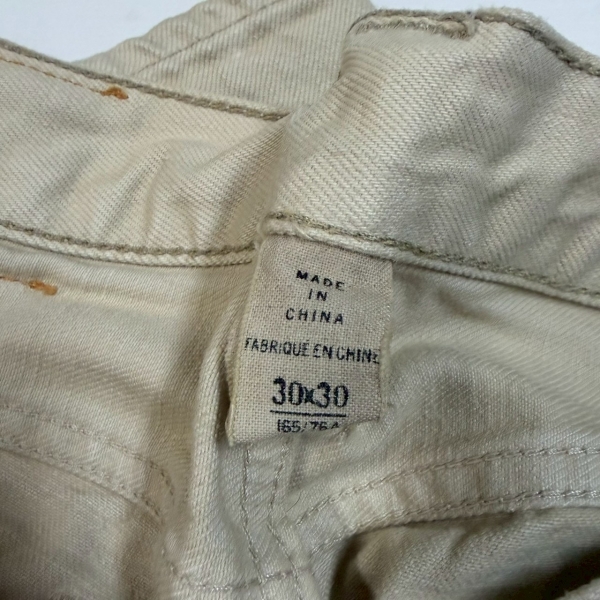 MADE
IN
CHINA
FABRIQUE EN CHINE
30x30
165/76A